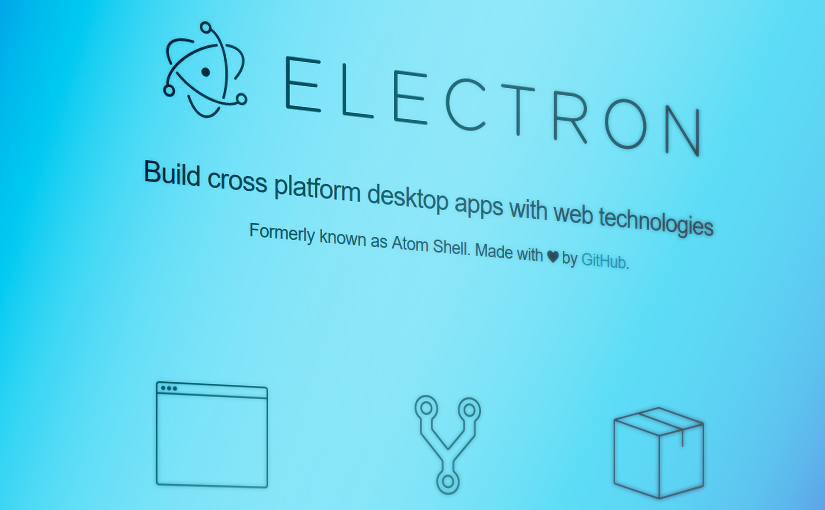 ELECTRON
Build cross platform desktop apps with web technologies
Formerly known as Atom Shell. Made with ♥ by GitHub.